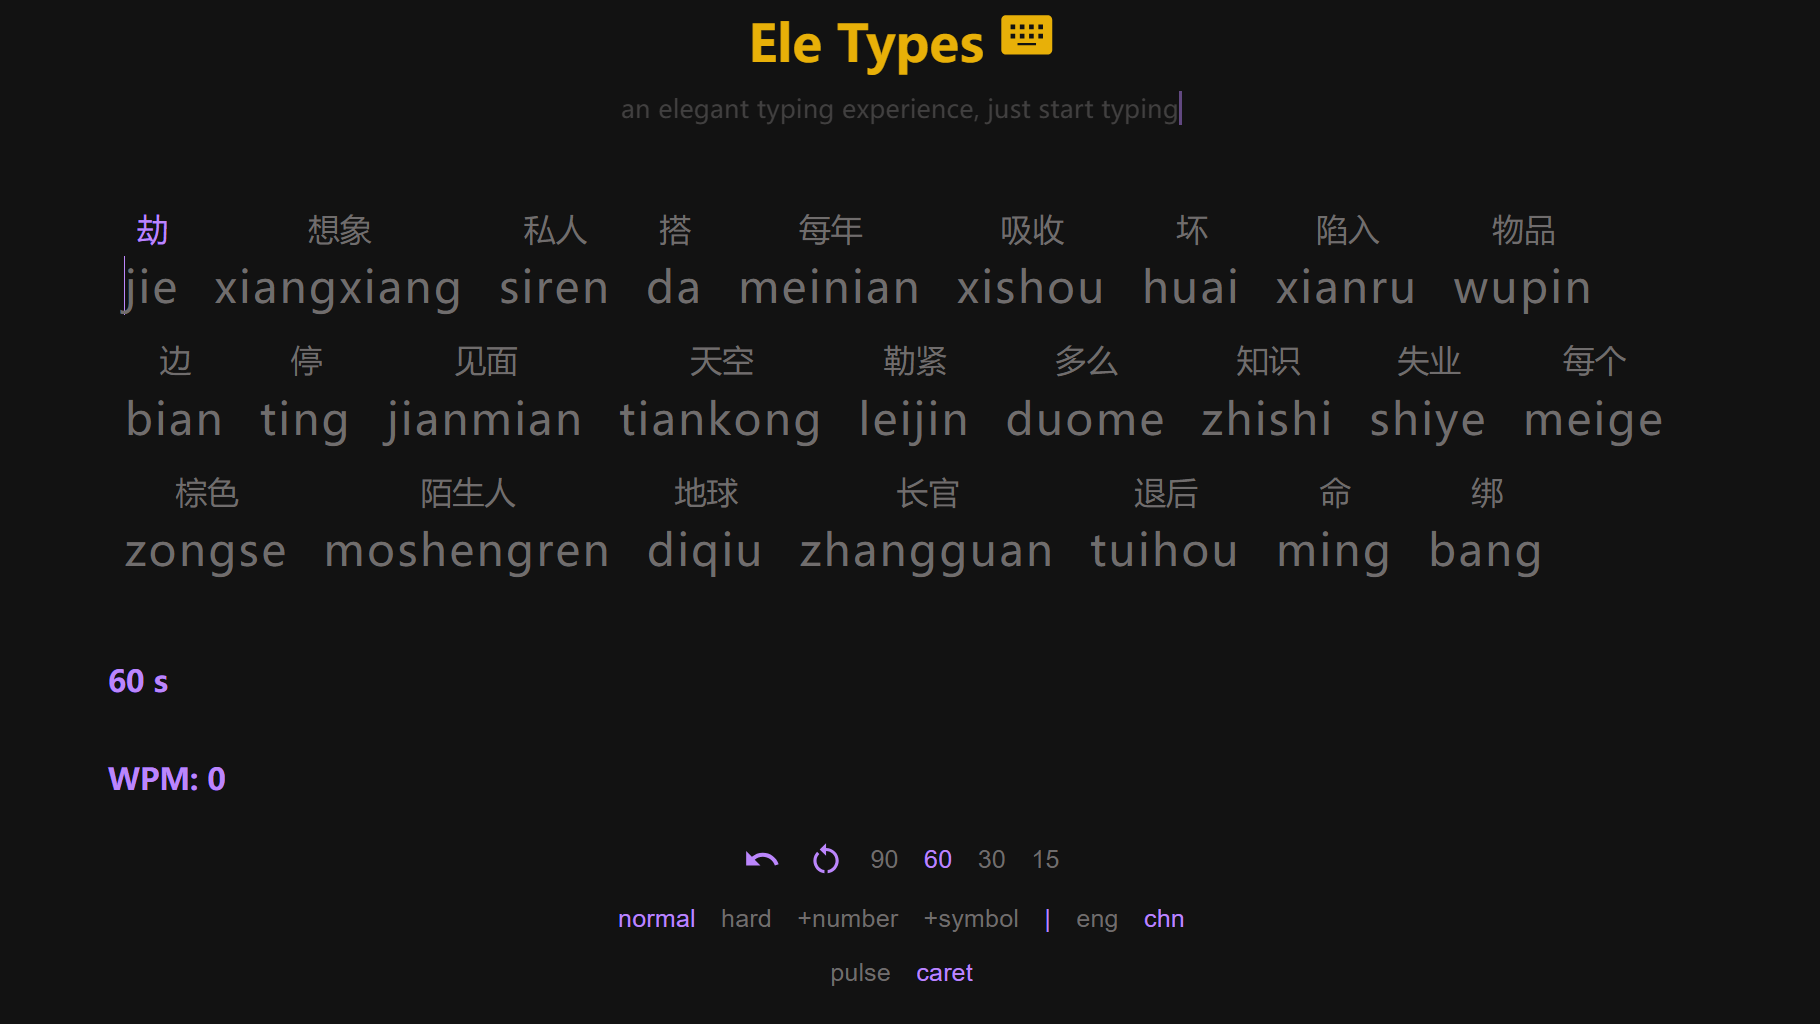 Ele Types
an elegant typing experience, just start typing
劫 想象 私人 搭 每年 吸收 坏 陷入 物品
jie xiangxiang siren da meinian xishou huai xianru wupin
边 停 见面 天空 勒紧 多么 知识 失业 每个
bian ting jianmian tiankong leijin duome zhishi shiye meige
棕色 陌生人 地球 长官 退后 命 绑
zongse moshengren diqiu zhangguan tuihou ming bang
60 s
WPM: 0
90 60 30 15
normal hard +number +symbol | eng chn
pulse caret